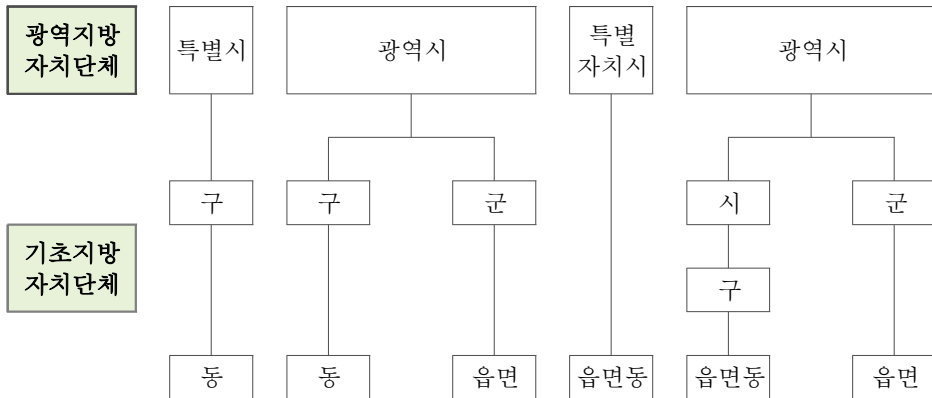 광역지방
자치단체
특별시
광역시
특별
자치시
광역시
구
구
군
시
군
기초지방
자치단체
구
동
동
읍면
읍면동
읍면동
읍면